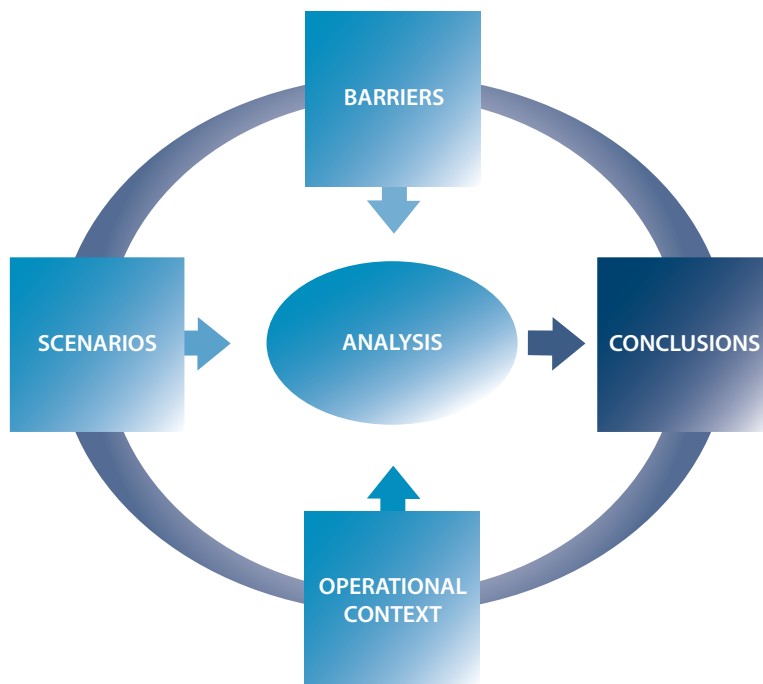 BARRIERS
SCENARIOS
ANALYSIS
CONCLUSIONS
OPERATIONAL
CONTEXT